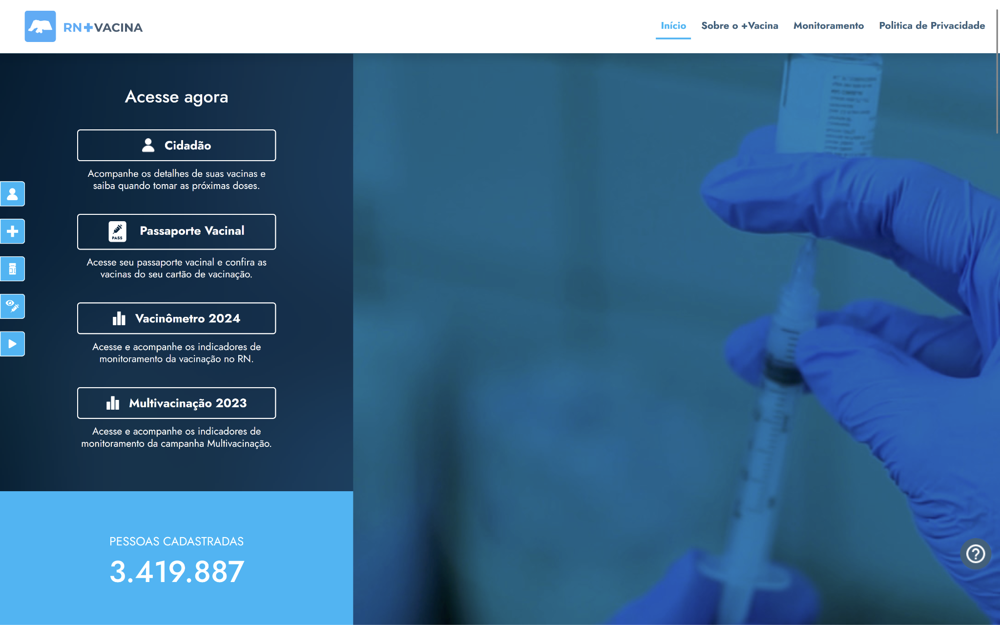 RN+VACINA
Início
Sobre o +Vacina
Monitoramento
Politica de Privacidade
Acesse agora
Cidadão
Acompanhe os detalhes de suas vacinas e
saiba quando tomar as próximas doses.
PASS
Passaporte Vacinal
Acesse seu passaporte vacinal e confira as
vacinas do seu cartão de vacinação.
Vacinômetro 2024
Acesse e acompanhe os indicadores de
monitoramento da vacinação no RN.
Multivacinação 2023
Acesse e acompanhe os indicadores de
monitoramento da campanha Multivacinação.
PESSOAS CADASTRADAS
3.419.887